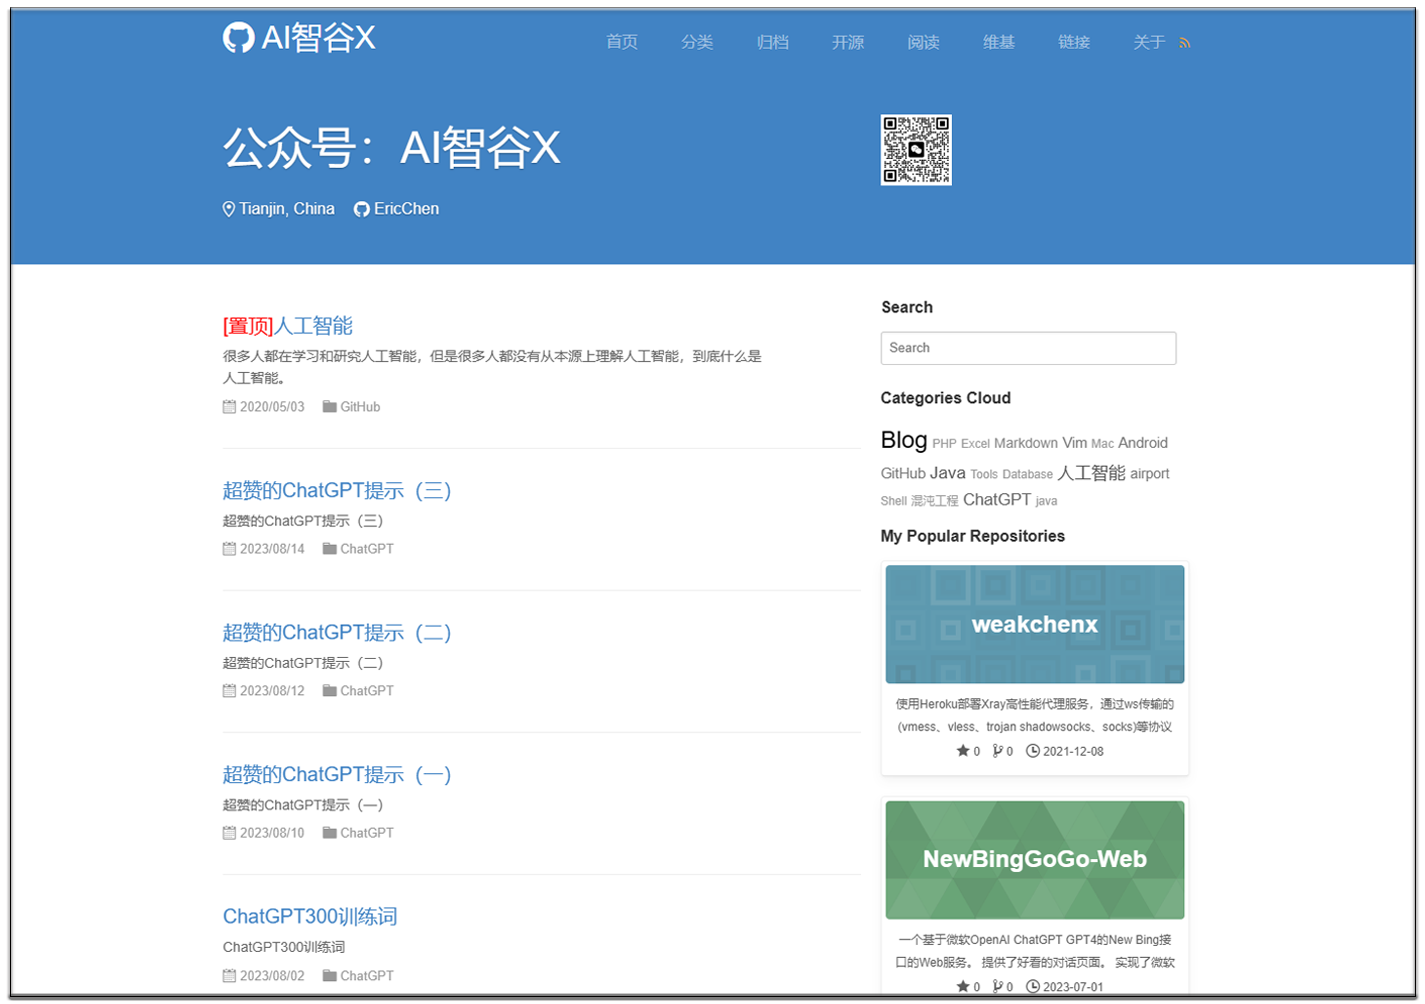 AI智谷X
首页 分类 归档 开源 阅读 维基 链接 关于
公众号：AI智谷X
Tianjin, China EricChen
[置顶]人工智能
很多人都在学习和研究人工智能，但是很多人都没有从本源上理解人工智能，到底什么是
人工智能。
2020/05/03 GitHub
超赞的ChatGPT提示（三）
超赞的ChatGPT提示（三）
2023/08/14 ChatGPT
超赞的ChatGPT提示（二）
超赞的ChatGPT提示（二）
2023/08/12 ChatGPT
超赞的ChatGPT提示（一）
超赞的ChatGPT提示（一）
2023/08/10 ChatGPT
ChatGPT300训练词
ChatGPT300训练词
2023/08/02 ChatGPT
Search
Search
Categories Cloud
Blog PHP Excel Markdown Vim Mac Android
GitHub Java Tools Database 人工智能 airport
Shell 混沌工程 ChatGPT java
My Popular Repositories
weakchenx
使用Heroku部署Xray高性能代理服务，通过ws传输的
(vmess、vless、trojan shadowsocks、socks)等协议
0 0 2021-12-08
NewBingGoGo-Web
一个基于微软OpenAI ChatGPT GPT4的New Bing接
口的Web服务。 提供了好看的对话页面。 实现了微软
0 0 2023-07-01